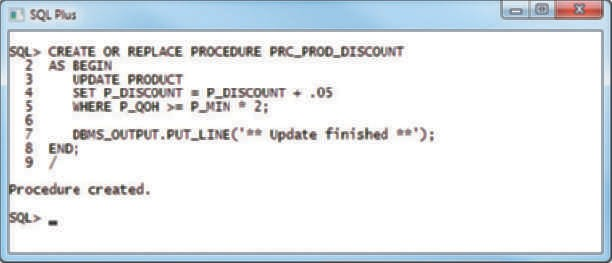 SQL Plus
SQL> CREATE OR REPLACE PROCEDURE PRC_PROD_DISCOUNT
2 AS BEGIN
3 UPDATE PRODUCT
4 SET P_DISCOUNT = P_DISCOUNT + .05
5 WHERE P_QOH >= P_MIN * 2;
6
7 DBMS_OUTPUT.PUT_LINE('** Update finished **');
8 END;
9 /
Procedure created.
SQL> _